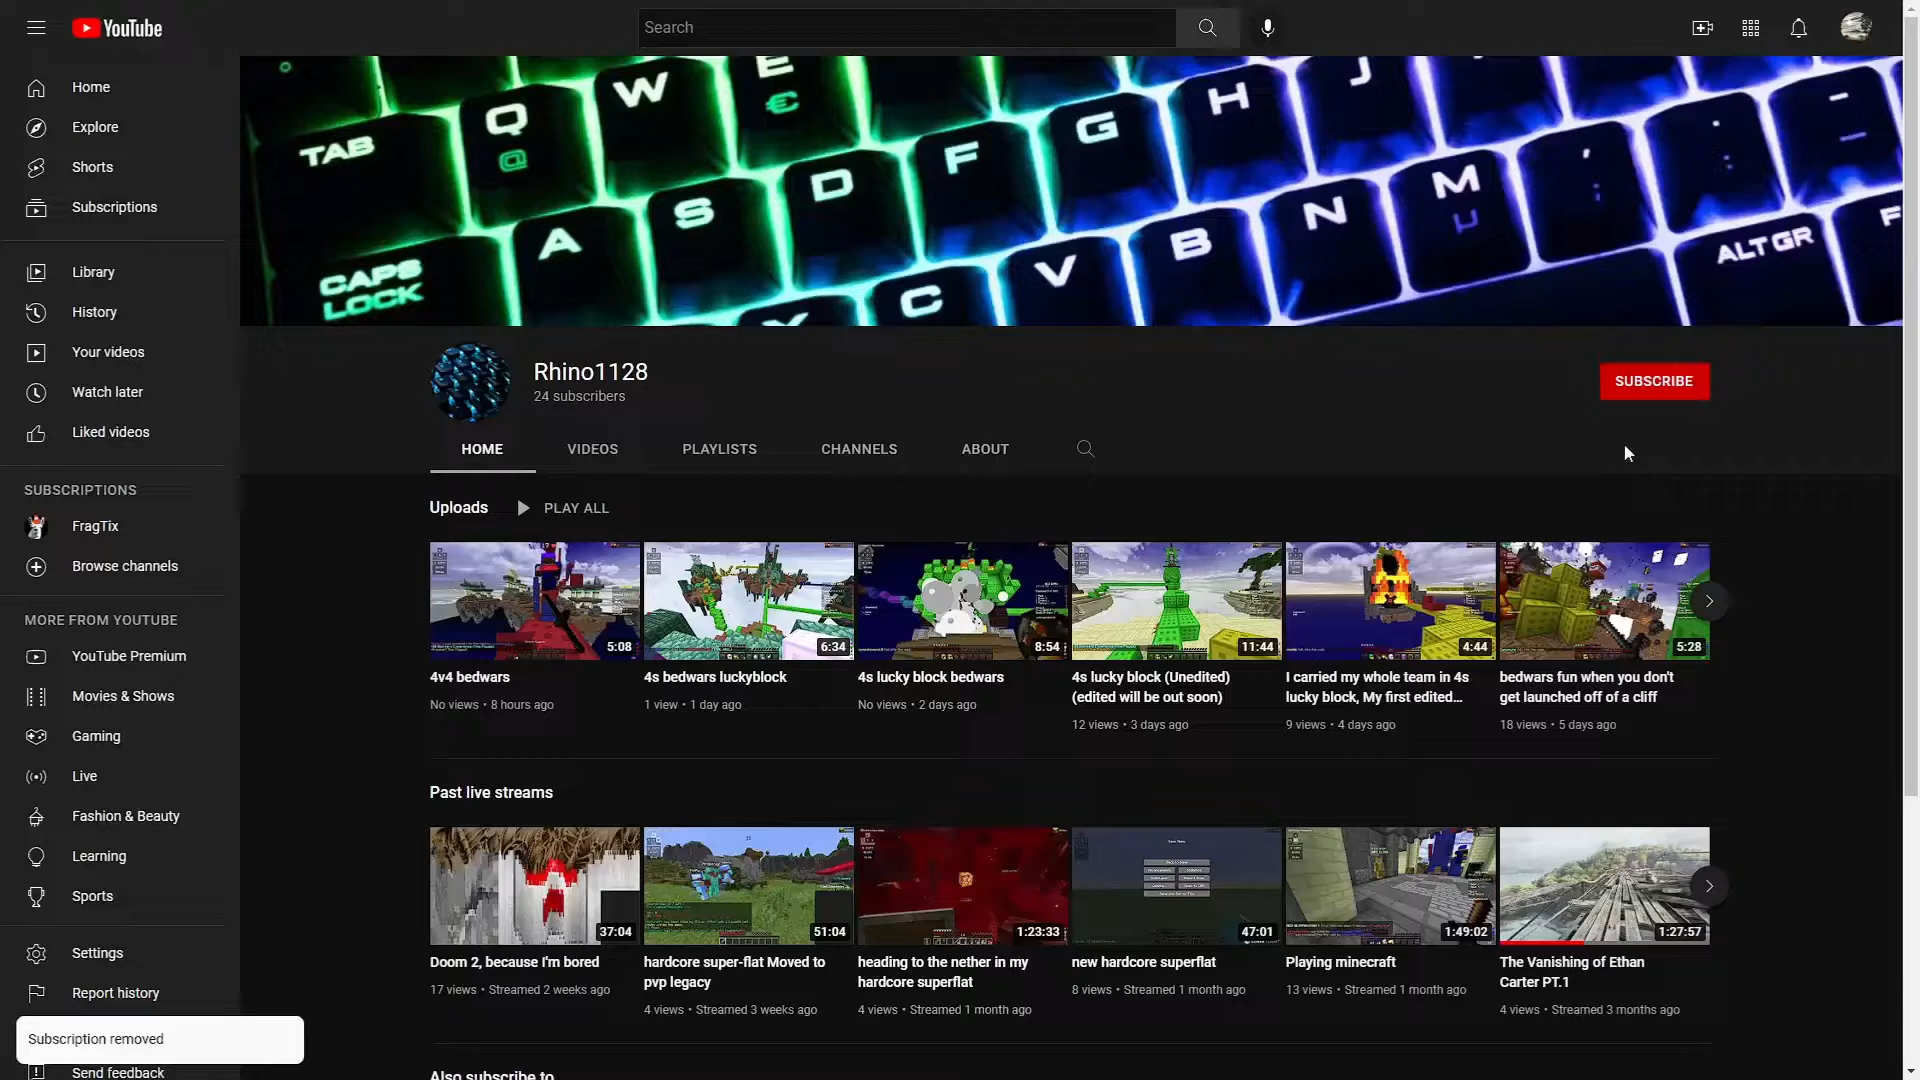 YouTube
Search
Home
Explore
Shorts
Subscriptions
Library
History
Your videos
Watch later
Liked videos
SUBSCRIPTIONS
FragTix
Browse channels
MORE FROM YOUTUBE
YouTube Premium
Movies & Shows
Gaming
Live
Fashion & Beauty
Learning
Sports
Settings
Report history
Subscription removed
Send feedback
TAB Q W E € G H J
@
CAPS LOCK A S D F
C V B N M µ ALT GR
Rhino1128
24 subscribers
SUBSCRIBE
HOME VIDEOS PLAYLISTS CHANNELS ABOUT
Uploads PLAY ALL
5:08 6:34 8:54 11:44 4:44 5:28
4v4 bedwars
No views • 8 hours ago
4s bedwars luckyblock
1 view • 1 day ago
4s lucky block bedwars
No views • 2 days ago
4s lucky block (Unedited)
(edited will be out soon)
12 views • 3 days ago
I carried my whole team in 4s
lucky block, My first edited...
9 views • 4 days ago
bedwars fun when you don't
get launched off of a cliff
18 views • 5 days ago
Past live streams
37:04 51:04 1:23:33 47:01 1:49:02 1:27:57
Doom 2, because I'm bored
17 views • Streamed 2 weeks ago
hardcore super-flat Moved to
pvp legacy
4 views • Streamed 3 weeks ago
heading to the nether in my
hardcore superflat
4 views • Streamed 1 month ago
new hardcore superflat
8 views • Streamed 1 month ago
Playing minecraft
13 views • Streamed 1 month ago
The Vanishing of Ethan
Carter PT.1
4 views • Streamed 3 months ago
Also subscribe to